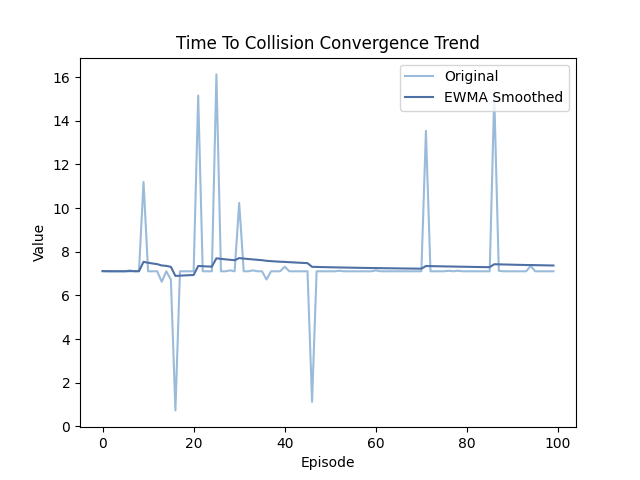 Time To Collision Convergence Trend
Original
EWMA Smoothed
Value
16
14
12
10
8
6
4
2
0
0 20 40 60 80 100
Episode